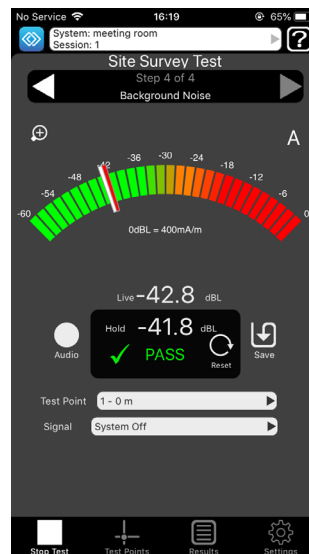 No Service 16:19 65%
System: meeting room
Session: 1
?
Site Survey Test
Step 4 of 4
Background Noise
A
-60 -54 -48 -42 -36 -30 -24 -18 -12 -6 0
0dBL = 400mA/m
Live -42.8 dBL
Hold -41.8 dBL
PASS
Reset
Audio
Save
Test Point 1 - 0 m
Signal System Off
Stop Test Test Points Results Settings